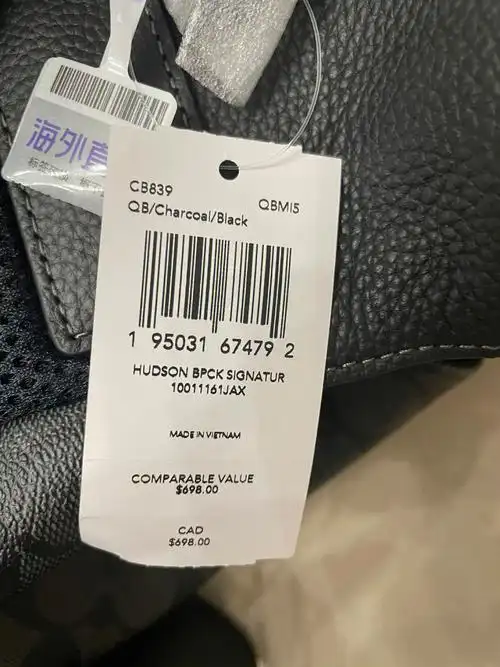 海外
CB839 QBMI5
QB/Charcoal/Black
1 95031 67479 2
HUDSON BPCK SIGNATUR
10011161JAX
MADE IN VIETNAM
COMPARABLE VALUE
$698.00
CAD
$698.00